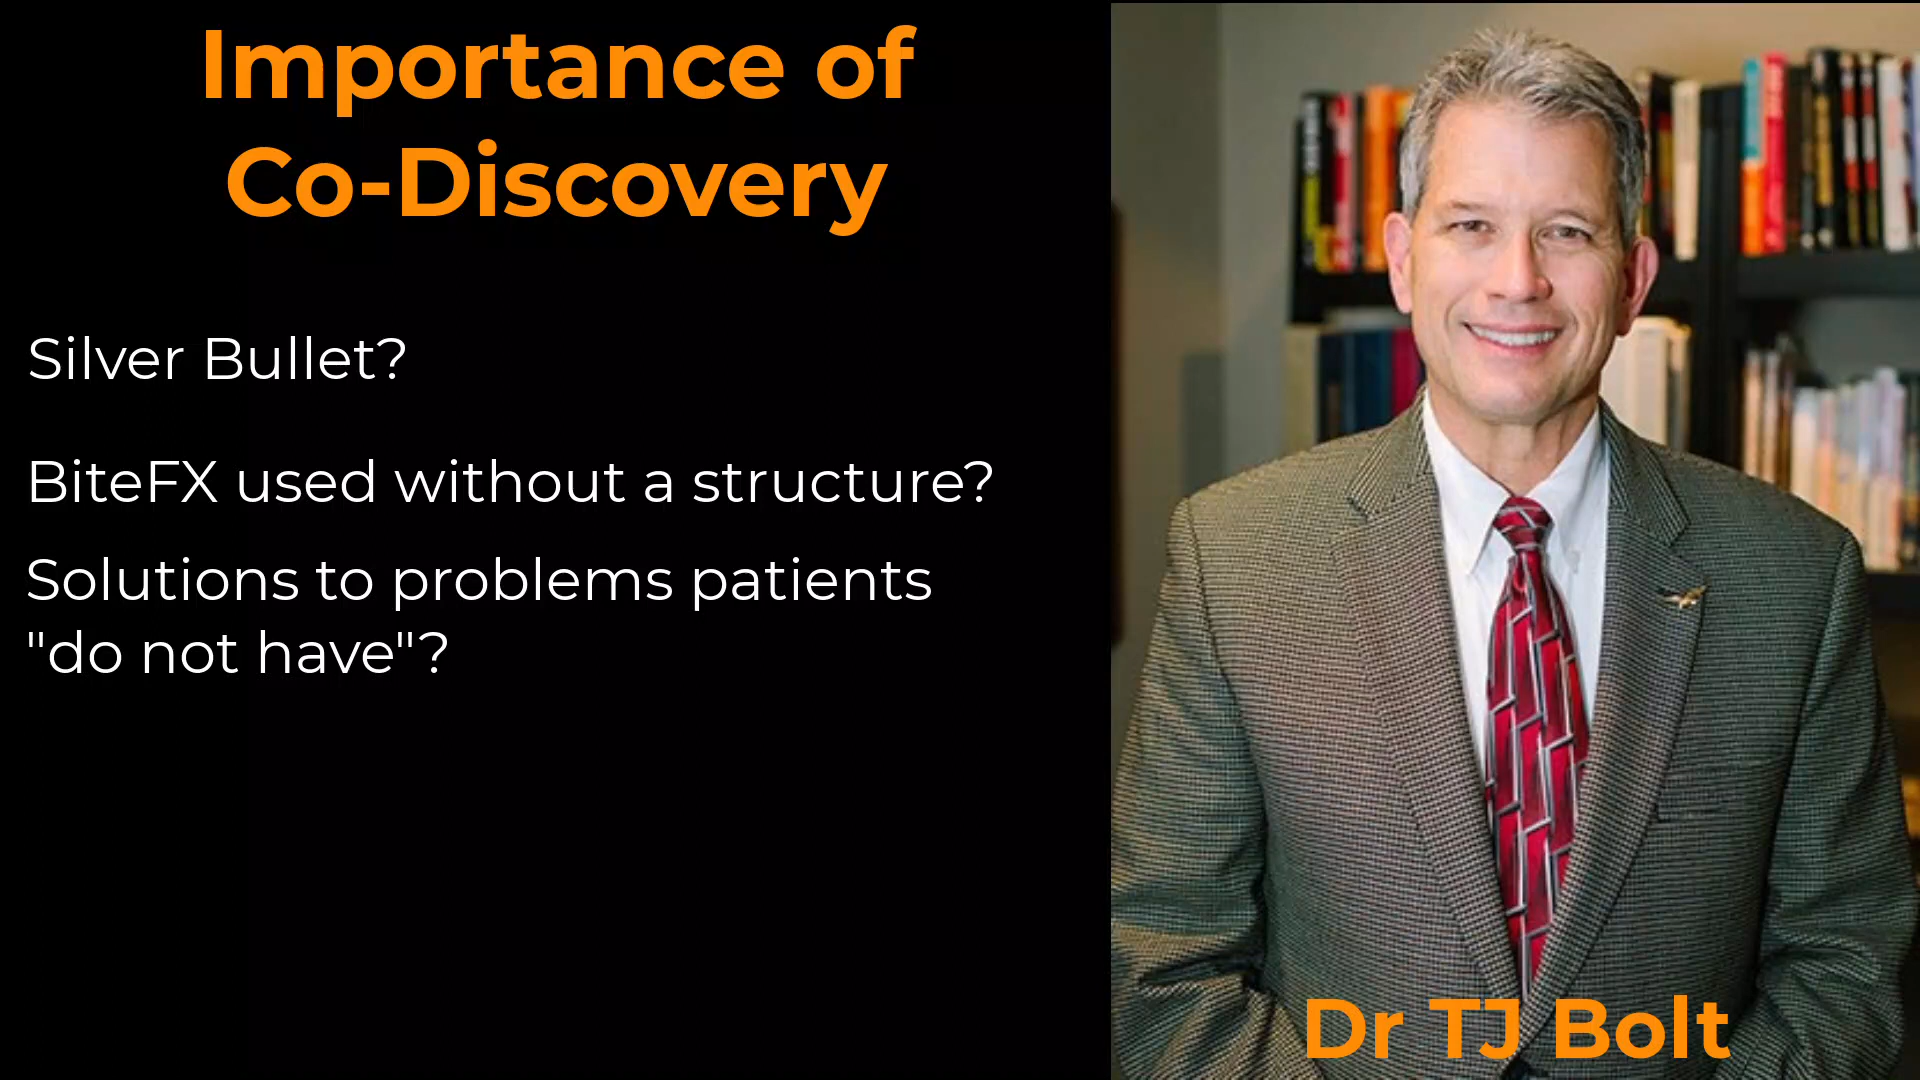 Importance of
Co-Discovery
Silver Bullet?
BiteFX used without a structure?
Solutions to problems patients
"do not have"?
Dr TJ Bolt